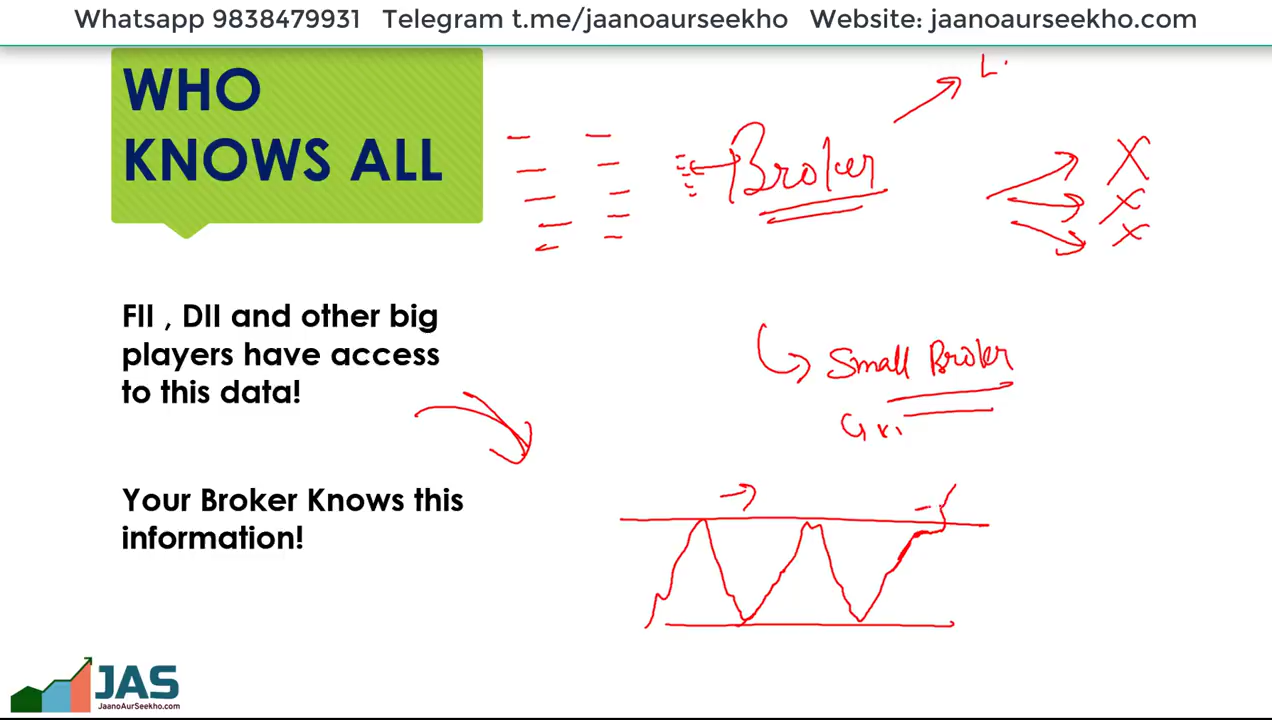 Whatsapp 9838479931 Telegram t.me/jaanoaurseekho Website: jaanoaurseekho.com
WHO
KNOWS ALL
Broker
FII , DII and other big
players have access
to this data!
Small Broker
Your Broker Knows this
information!
JAS
JaanoAurSeekho.com